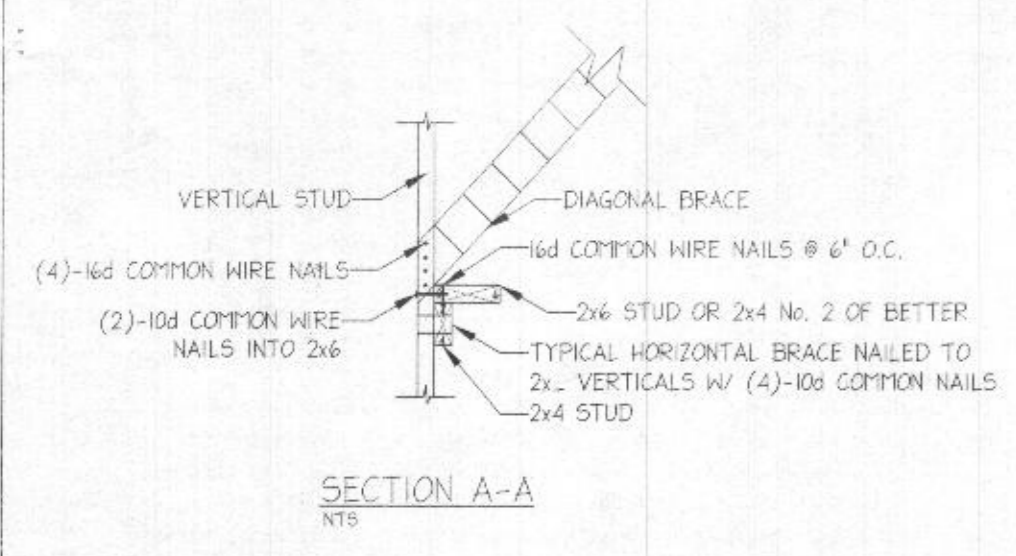 VERTICAL STUD
DIAGONAL BRACE
16d COMMON WIRE NAILS @ 6" O.C.
(4)-16d COMMON WIRE NAILS
(2)-10d COMMON WIRE
NAILS INTO 2x6
2x6 STUD OR 2x4 No. 2 OF BETTER
TYPICAL HORIZONTAL BRACE NAILED TO
2x_ VERTICALS W/ (4)-10d COMMON NAILS
2x4 STUD
SECTION A-A
NTS